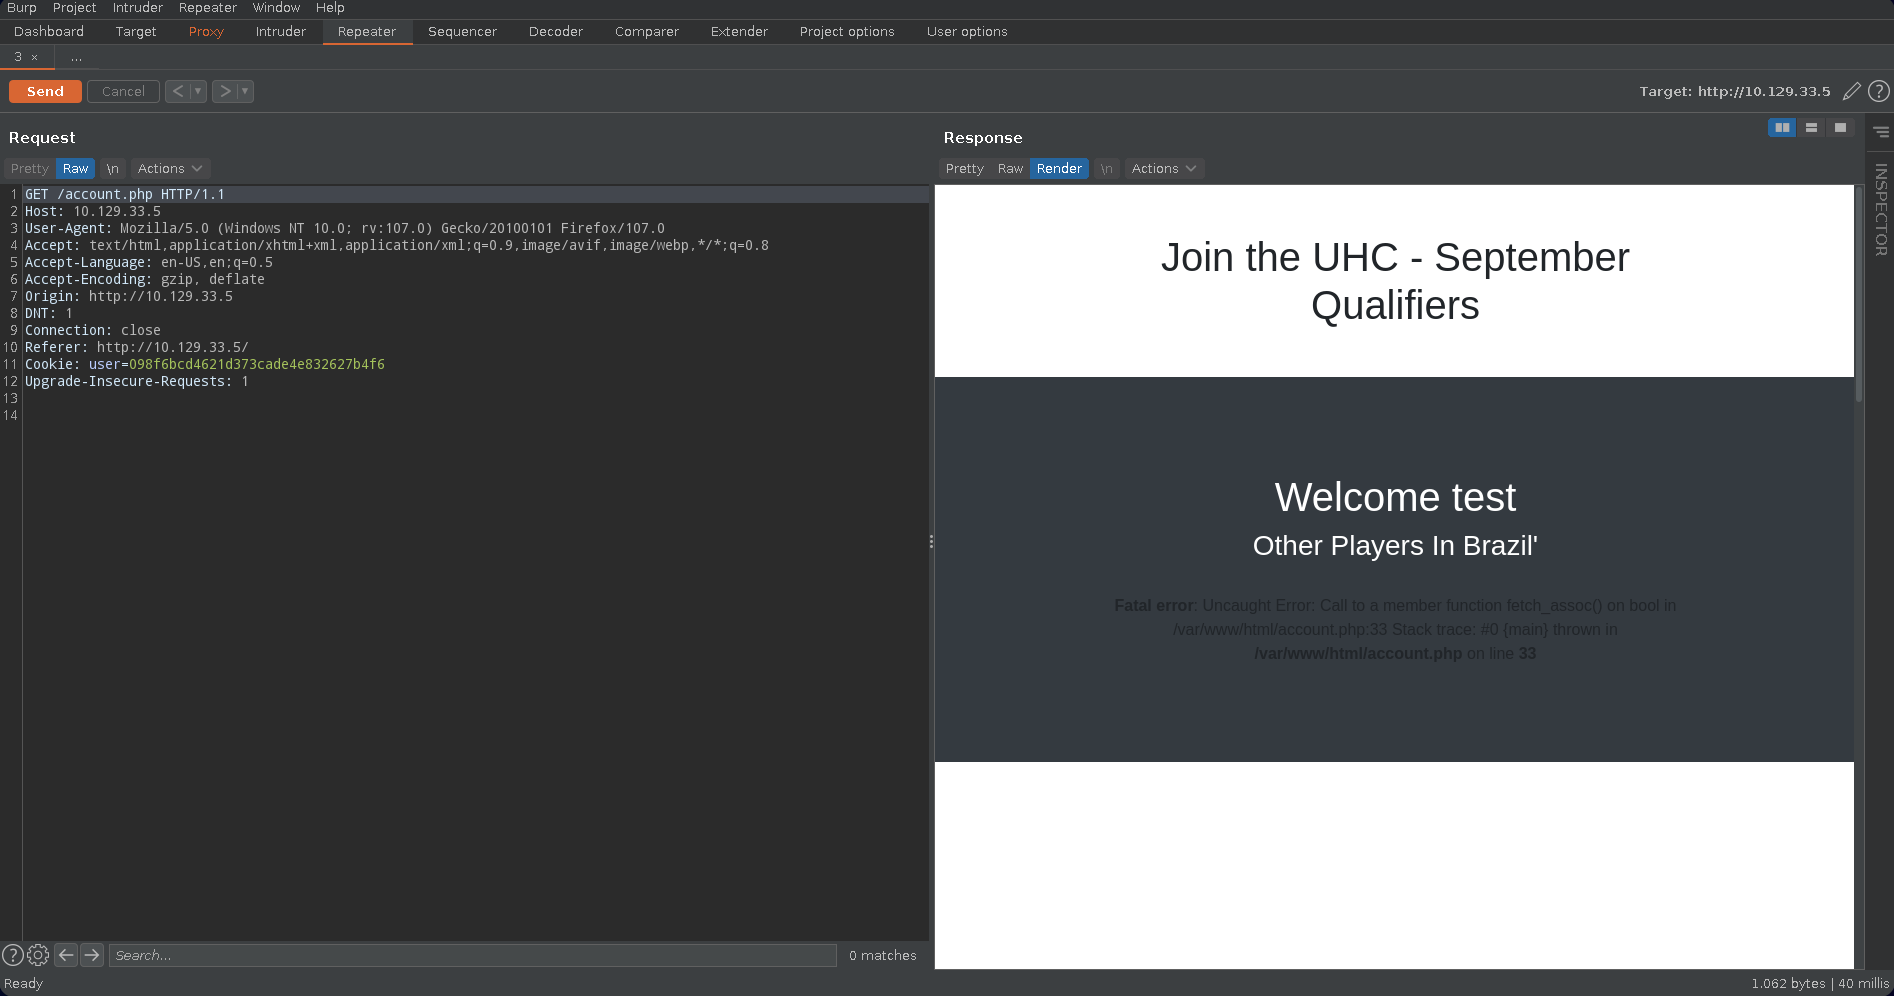 Burp Project Intruder Repeater Window Help
Dashboard Target Proxy Intruder Repeater Sequencer Decoder Comparer Extender Project options User options
3 × ...
Send Cancel < ▼ > ▼ Target: http://10.129.33.5 ?
Request
Pretty Raw \n Actions
1 GET /account.php HTTP/1.1
2 Host: 10.129.33.5
3 User-Agent: Mozilla/5.0 (Windows NT 10.0; rv:107.0) Gecko/20100101 Firefox/107.0
4 Accept: text/html,application/xhtml+xml,application/xml;q=0.9,image/avif,image/webp,*/*;q=0.8
5 Accept-Language: en-US,en;q=0.5
6 Accept-Encoding: gzip, deflate
7 Origin: http://10.129.33.5
8 DNT: 1
9 Connection: close
10 Referer: http://10.129.33.5/
11 Cookie: user=098f6bcd4621d373cade4e832627b4f6
12 Upgrade-Insecure-Requests: 1
13
14
? Search... 0 matches
Response
Pretty Raw Render \n Actions
Join the UHC - September
Qualifiers
Welcome test
Other Players In Brazil'
Fatal error: Uncaught Error: Call to a member function fetch_assoc() on bool in
/var/www/html/account.php:33 Stack trace: #0 {main} thrown in
/var/www/html/account.php on line 33
INSPECTOR
Ready 1.062 bytes | 40 millis